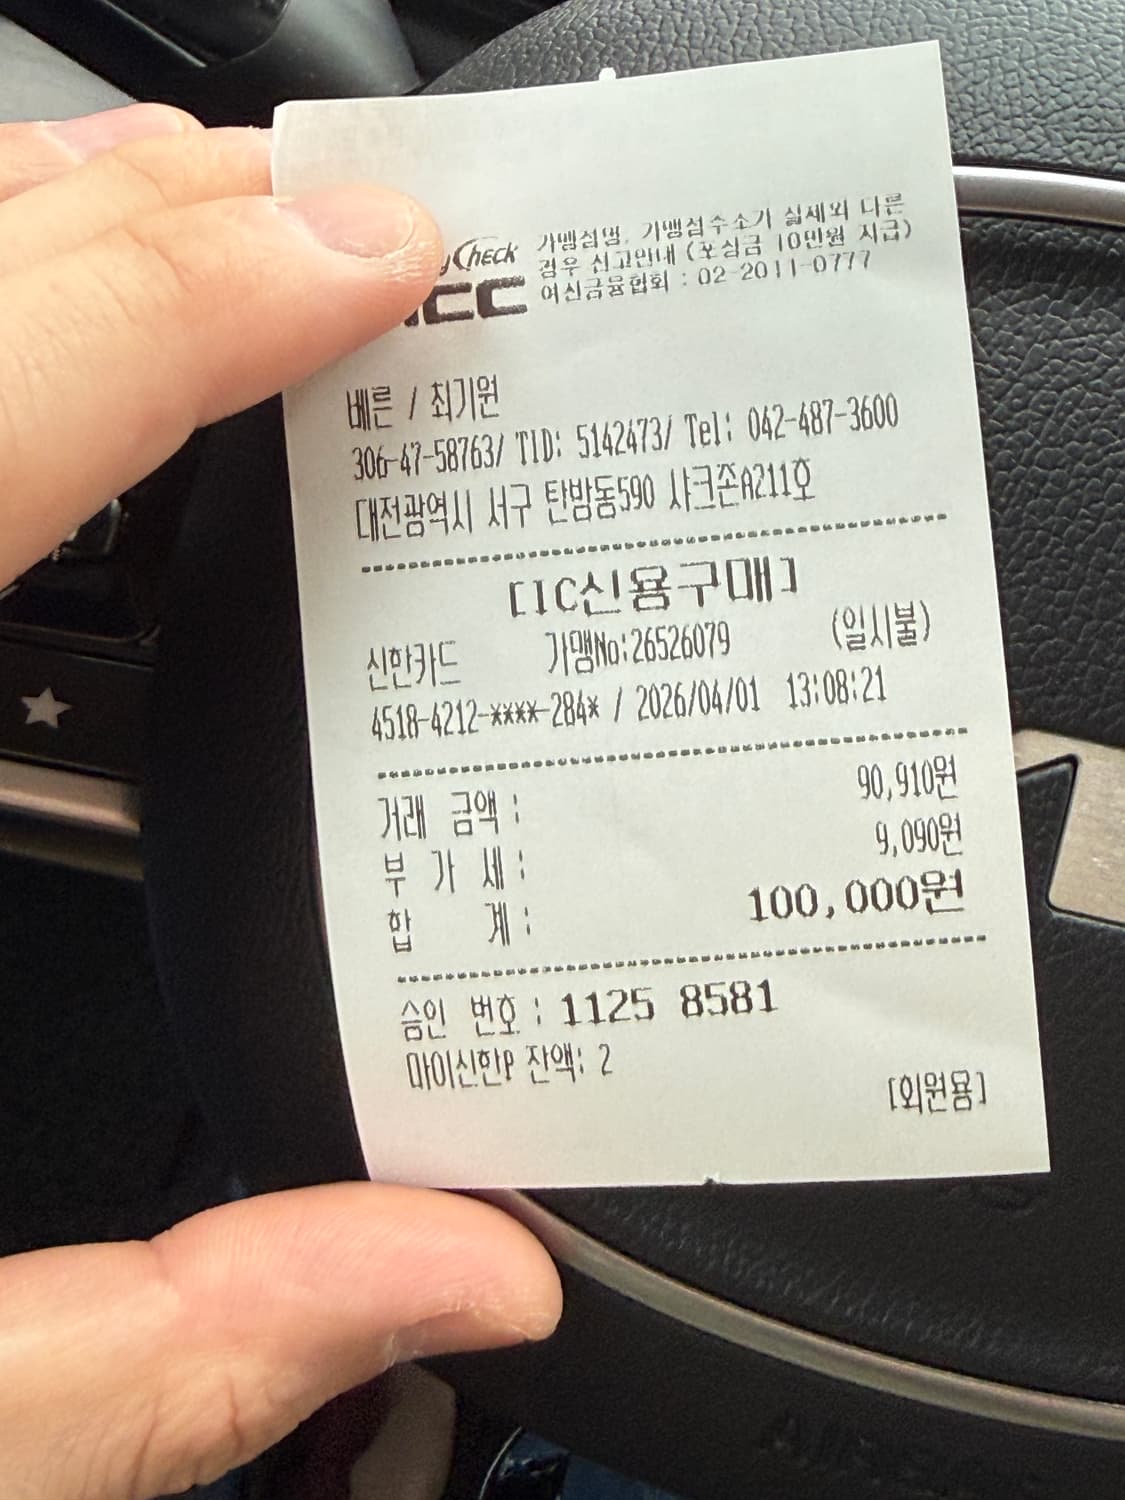 Check 가맹점명, 가맹점수소가 실제와 다른
경우 신고안내 (포상금 10만원 지급)
여신금융협회 : 02-2011-0777
베른 / 최기원
306-47-58763/ TID: 5142473/ Tel: 042-487-3600
대전광역시 서구 탄방동590 샤크존A211호
[IC신용구매]
신한카드 가맹No:26526079 (일시불)
4518-4212-****-284* / 2026/04/01 13:08:21
거래 금액 : 90,910원
부 가 세 : 9,090원
합 계 : 100,000원
승인 번호 : 1125 8581
마이신한P 잔액: 2
[회원용]